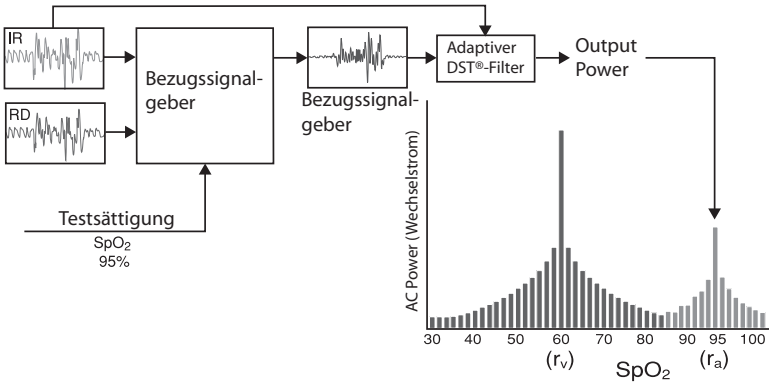 IR
RD
Bezugssignal-
geber
Bezugssignal-
geber
Adaptiver
DST®-Filter
Output
Power
Testsättigung
SpO2
95%
AC Power (Wechselstrom)
30 40 50 60 70 80 90 95 100
(rv) (ra)
SpO2